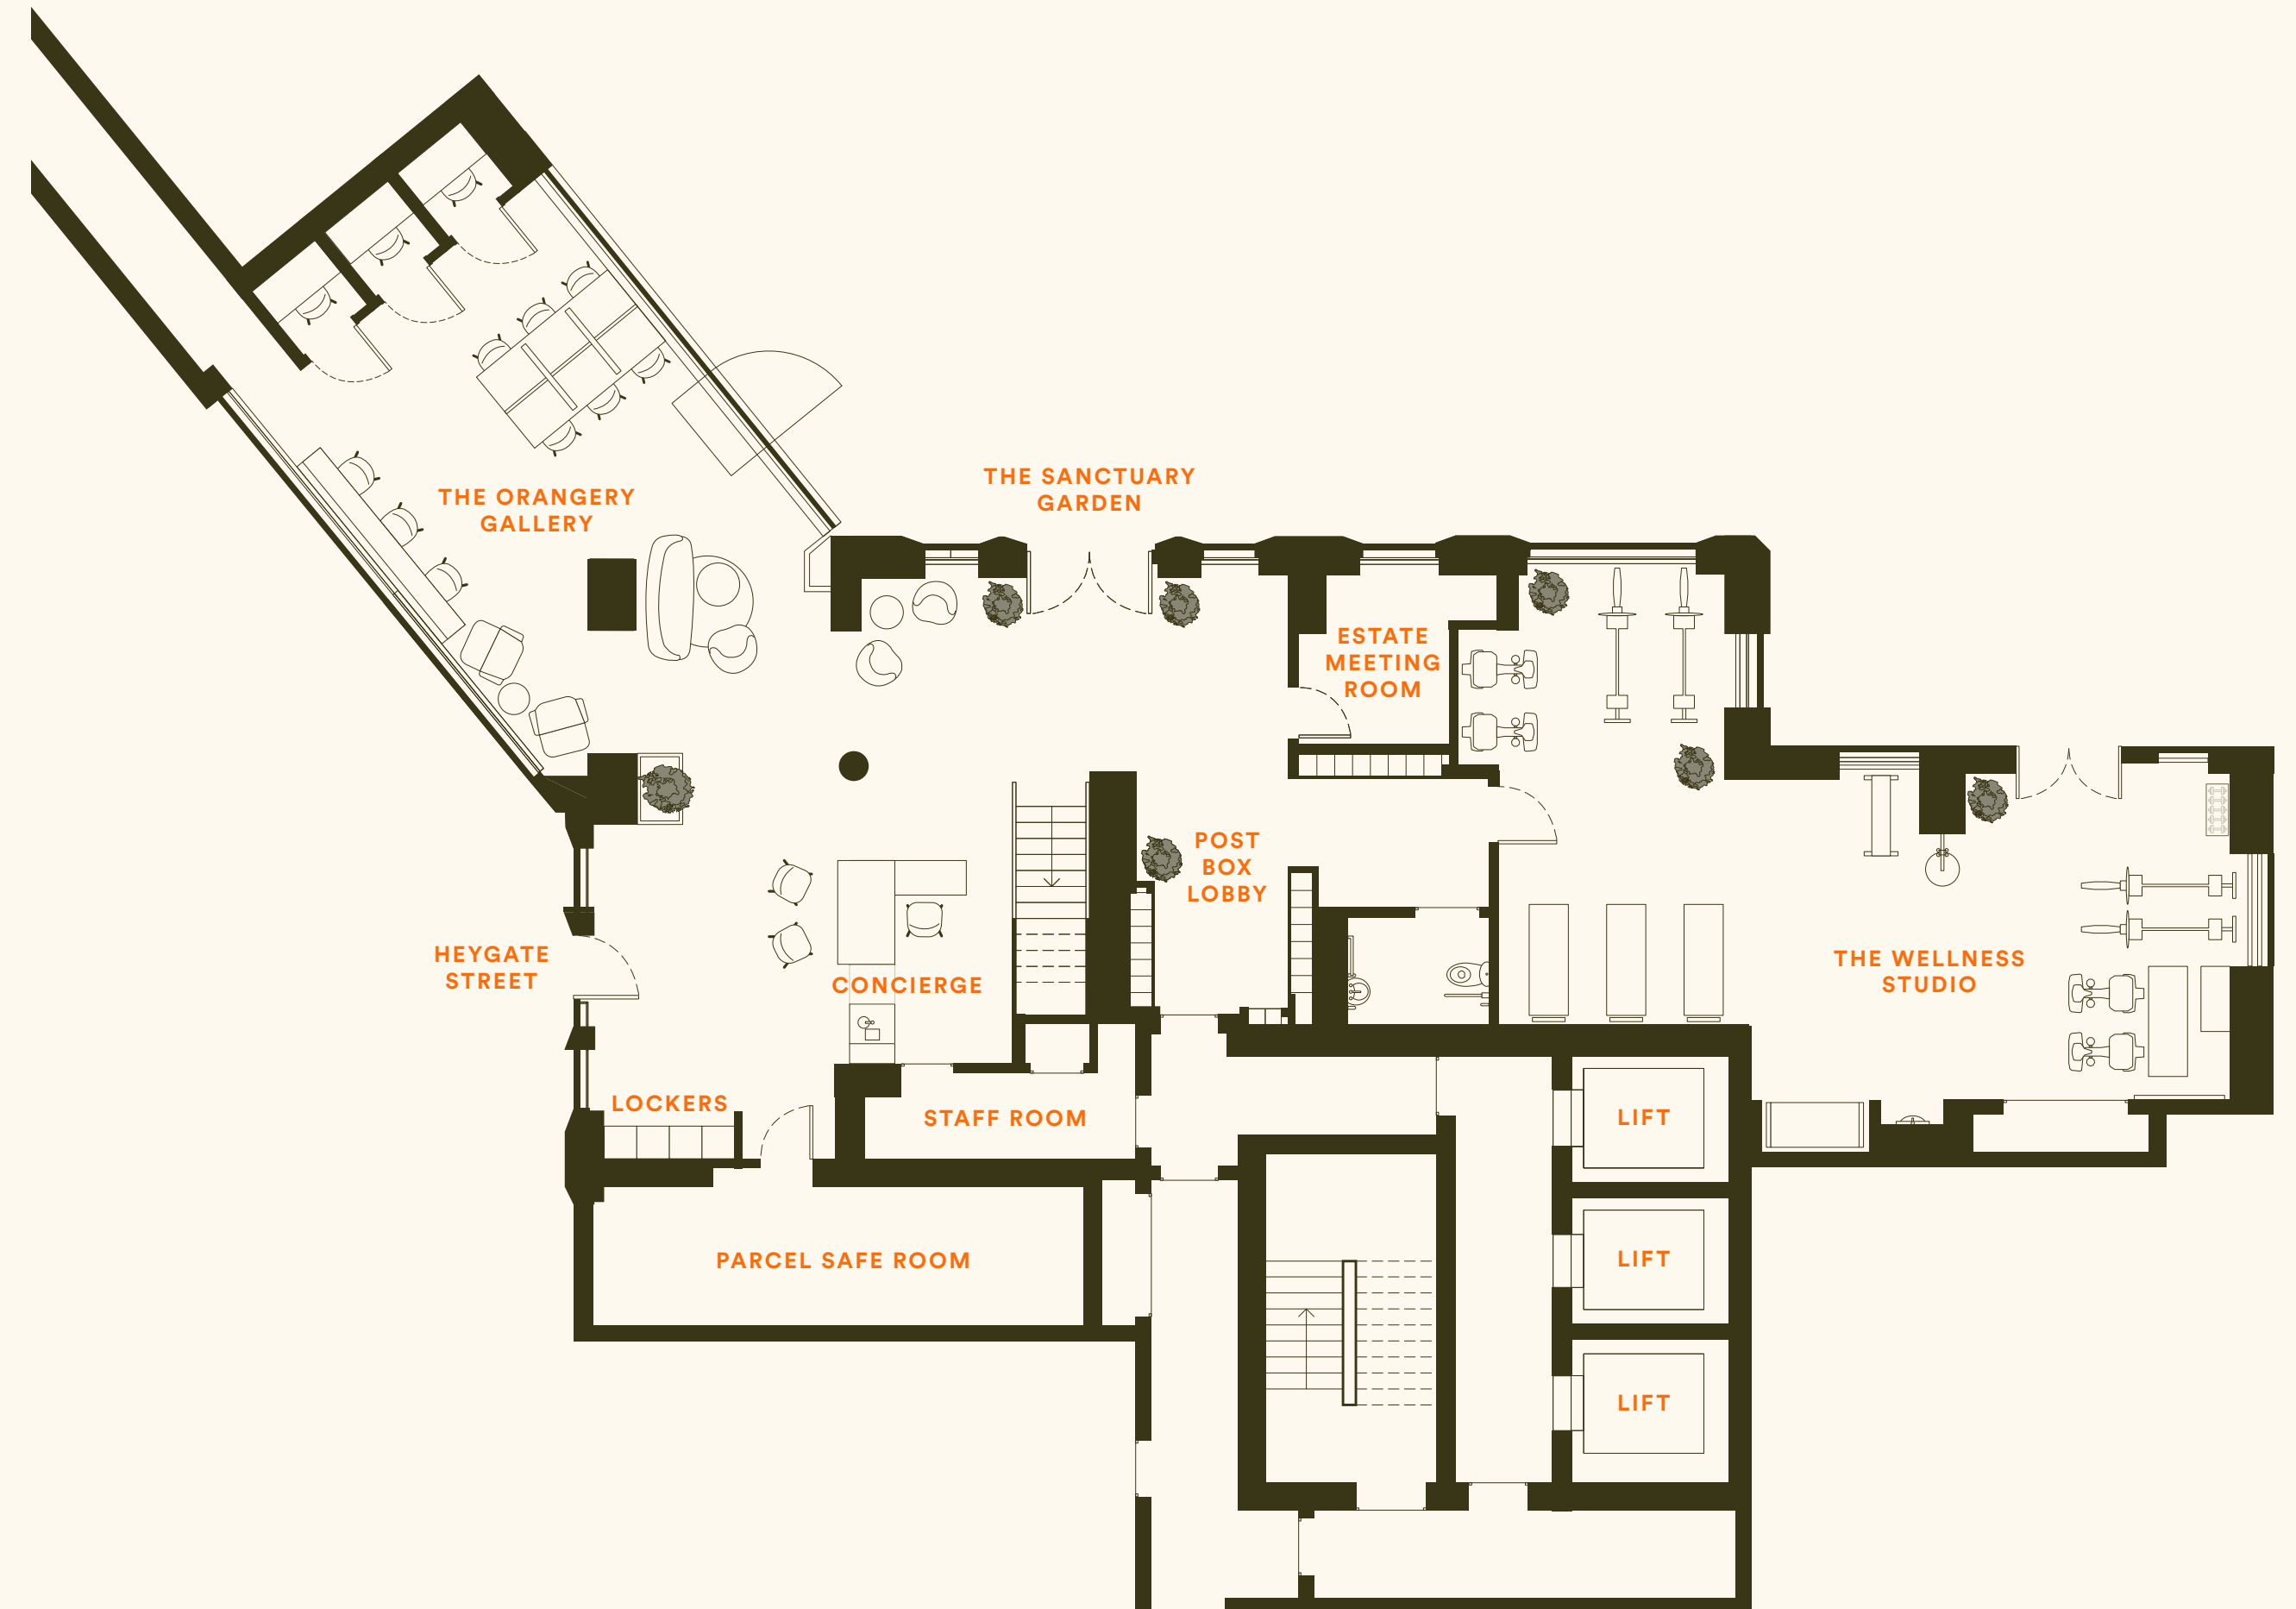 THE SANCTUARY
GARDEN
THE ORANGERY
GALLERY
ESTATE
MEETING
ROOM
POST
BOX
LOBBY
HEYGATE
STREET
CONCIERGE
THE WELLNESS
STUDIO
LOCKERS
STAFF ROOM
LIFT
PARCEL SAFE ROOM
LIFT
LIFT